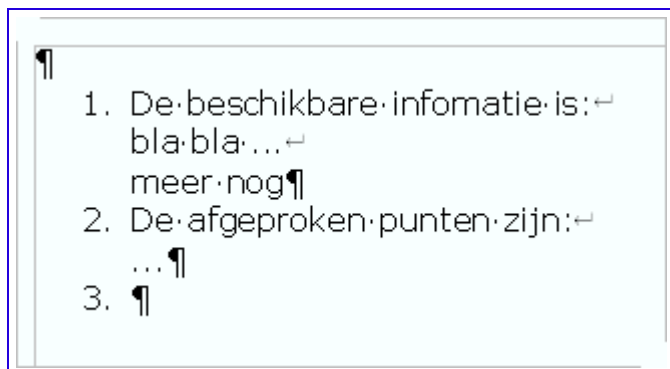 ¶
1. De·beschikbare·infomatie·is:↵
bla·bla·...↵
meer·nog¶
2. De·afgeproken·punten·zijn:↵
...¶
3. ¶